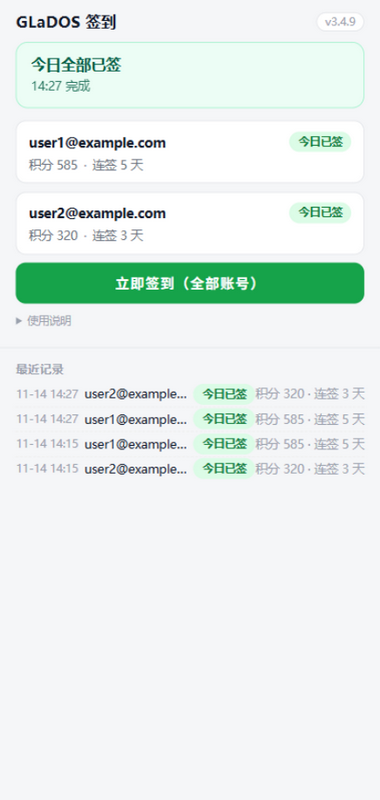 GLaDOS 签到 v3.4.9
今日全部已签
14:27 完成
user1@example.com 今日已签
积分 585 · 连签 5 天
user2@example.com 今日已签
积分 320 · 连签 3 天
立即签到（全部账号）
▶ 使用说明
最近记录
11-14 14:27 user2@example... 今日已签 积分 320 · 连签 3 天
11-14 14:27 user1@example... 今日已签 积分 585 · 连签 5 天
11-14 14:15 user1@example... 今日已签 积分 585 · 连签 5 天
11-14 14:15 user2@example... 今日已签 积分 320 · 连签 3 天